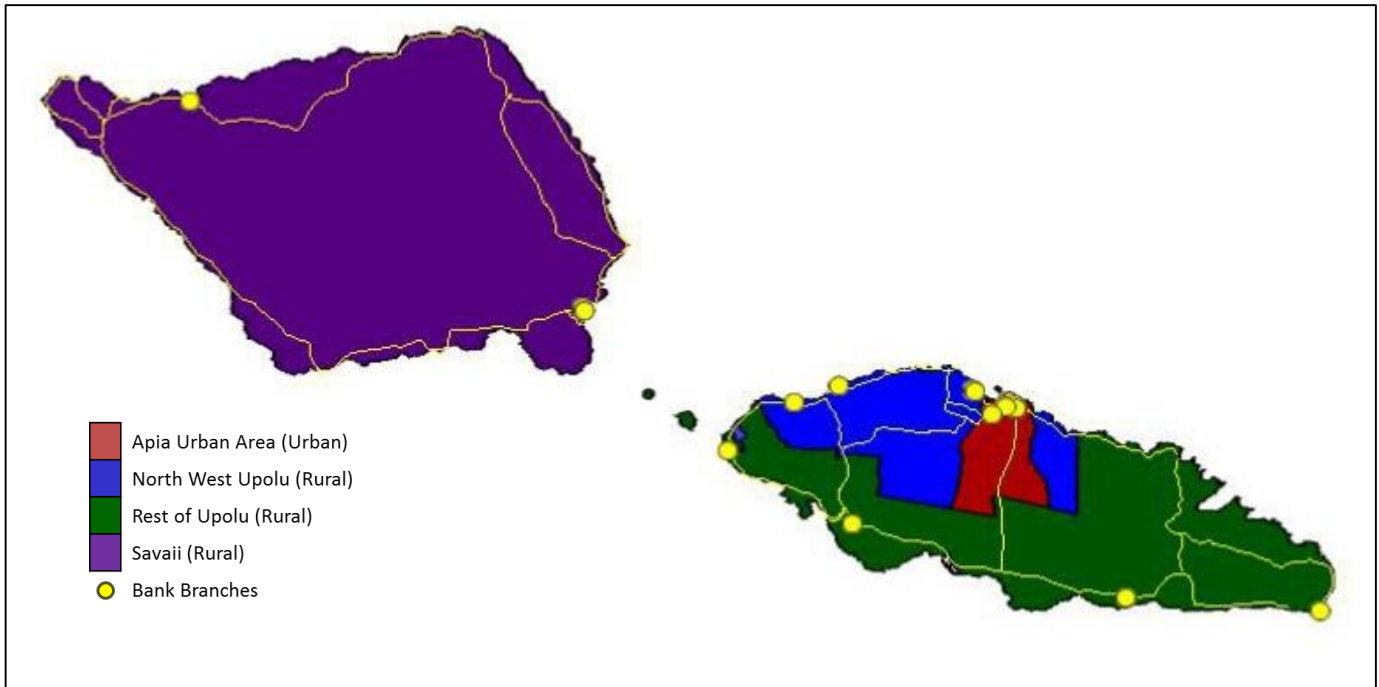 Apia Urban Area (Urban)
North West Upolu (Rural)
Rest of Upolu (Rural)
Savaii (Rural)
Bank Branches